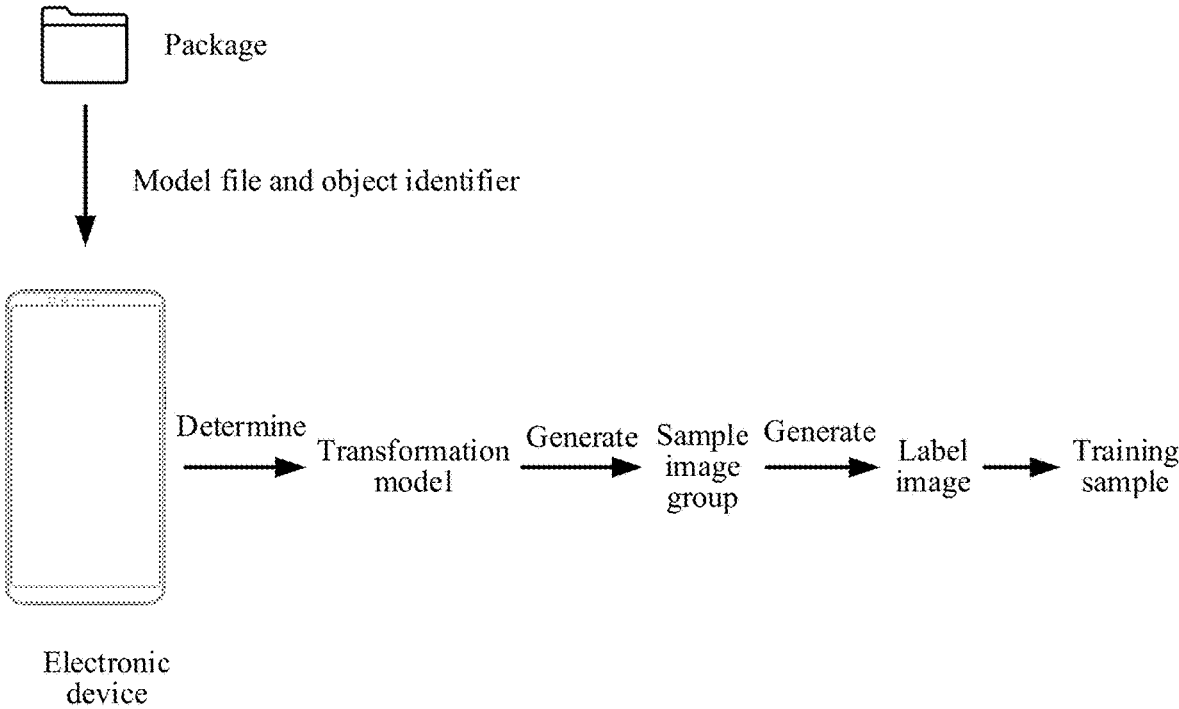 Package
Model file and object identifier
Determine
Transformation
model
Generate
Sample
image
group
Generate
Label
image
Training
sample
Electronic
device